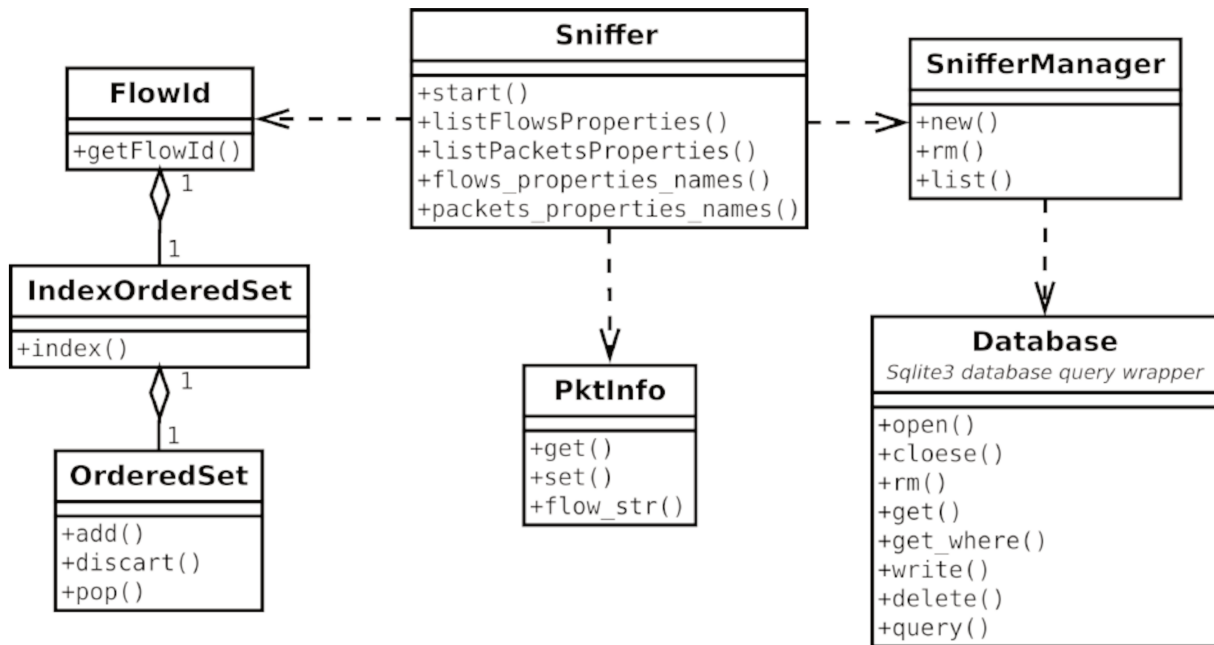 Sniffer
+start()
+listFlowsProperties()
+listPacketsProperties()
+flows_properties_names()
+packets_properties_names()
FlowId
+getFlowId()
1
1
IndexOrderedSet
+index()
1
1
OrderedSet
+add()
+discart()
+pop()
PktInfo
+get()
+set()
+flow_str()
SnifferManager
+new()
+rm()
+list()
Database
Sqlite3 database query wrapper
+open()
+cloese()
+rm()
+get()
+get_where()
+write()
+delete()
+query()